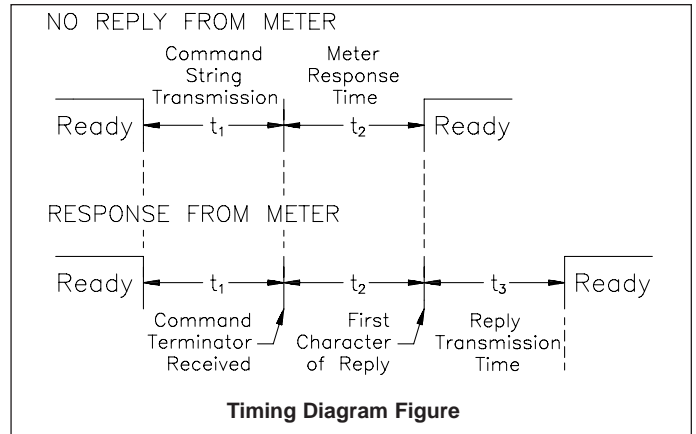 NO REPLY FROM METER
Command
String
Transmission
Meter
Response
Time
Ready
t₁
t₂
Ready
RESPONSE FROM METER
Ready
t₁
t₂
t₃
Ready
Command
Terminator
Received
First
Character
of Reply
Reply
Transmission
Time
Timing Diagram Figure